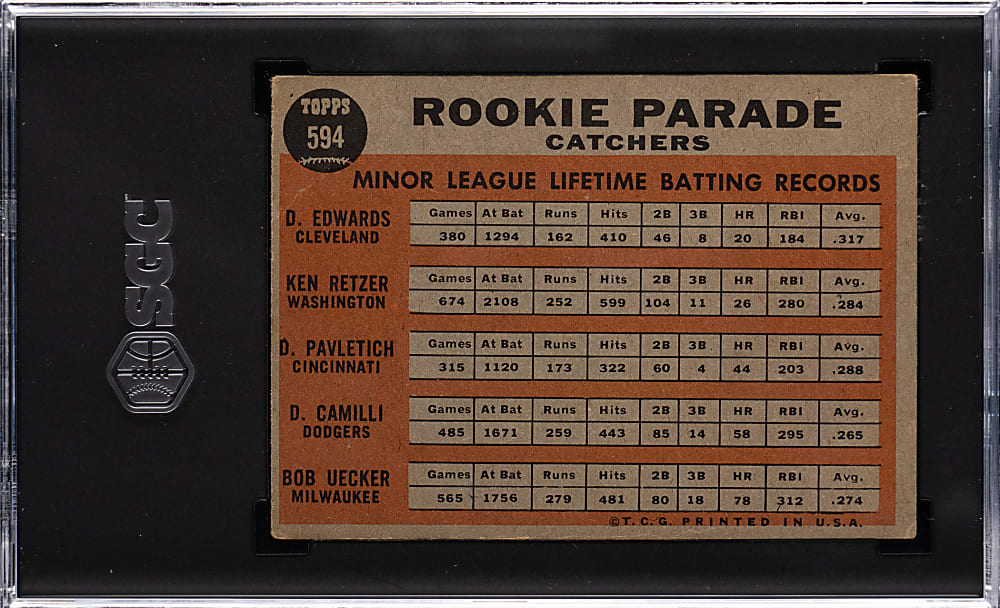 SGC
TOPPS
594
ROOKIE PARADE
CATCHERS
MINOR LEAGUE LIFETIME BATTING RECORDS
D. EDWARDS
CLEVELAND
Games At Bat Runs Hits 2B 3B HR RBI Avg.
380 1294 162 410 46 8 20 184 .317
KEN RETZER
WASHINGTON
Games At Bat Runs Hits 2B 3B HR RBI Avg.
674 2108 252 599 104 11 26 280 .284
D. PAVLETICH
CINCINNATI
Games At Bat Runs Hits 2B 3B HR RBI Avg.
315 1120 173 322 60 4 44 203 .288
D. CAMILLI
DODGERS
Games At Bat Runs Hits 2B 3B HR RBI Avg.
485 1671 259 443 85 14 58 295 .265
BOB UECKER
MILWAUKEE
Games At Bat Runs Hits 2B 3B HR RBI Avg.
565 1756 279 481 80 18 78 312 .274
©T.C.G. PRINTED IN U.S.A.